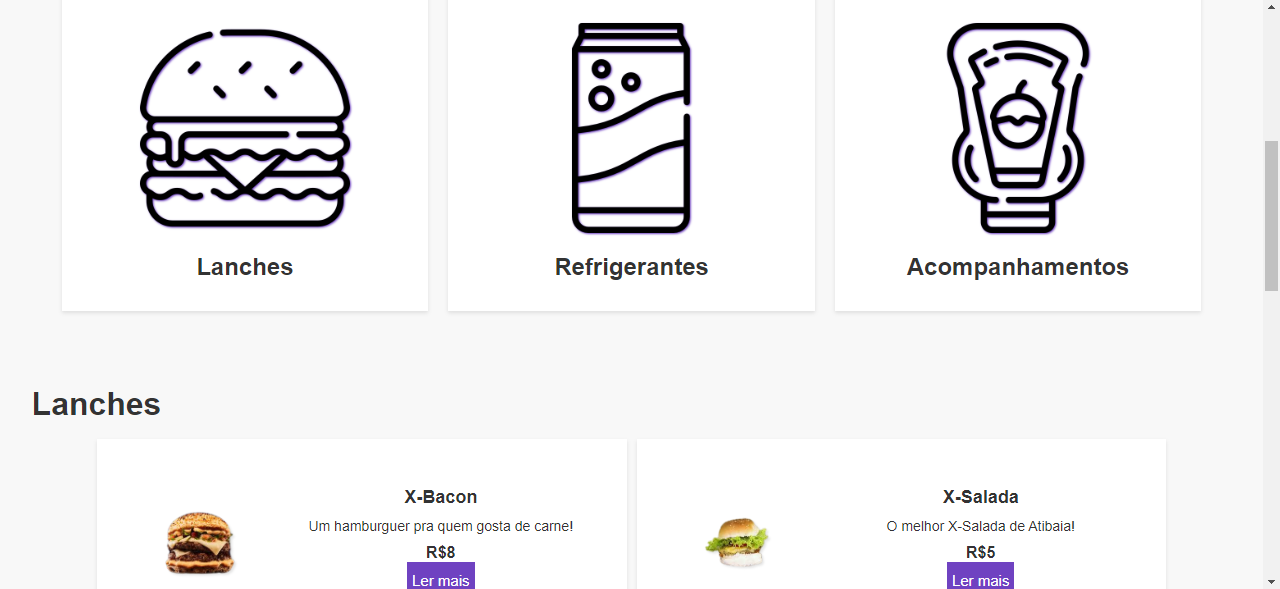 Lanches
Refrigerantes
Acompanhamentos
Lanches
X-Bacon
Um hamburguer pra quem gosta de carne!
R$8
Ler mais
X-Salada
O melhor X-Salada de Atibaia!
R$5
Ler mais